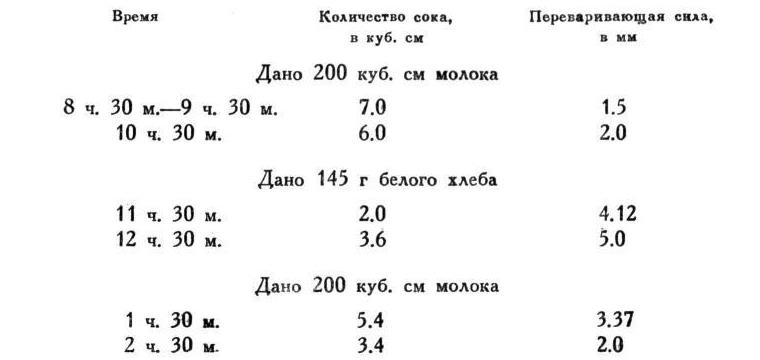 Время Количество сока, Переваривающая сила,
в куб. см в мм
Дано 200 куб. см молока
8 ч. 30 м.—9 ч. 30 м. 7.0 1.5
10 ч. 30 м. 6.0 2.0
Дано 145 г белого хлеба
11 ч. 30 м. 2.0 4.12
12 ч. 30 м. 3.6 5.0
Дано 200 куб. см молока
1 ч. 30 м. 5.4 3.37
2 ч. 30 м. 3.4 2.0